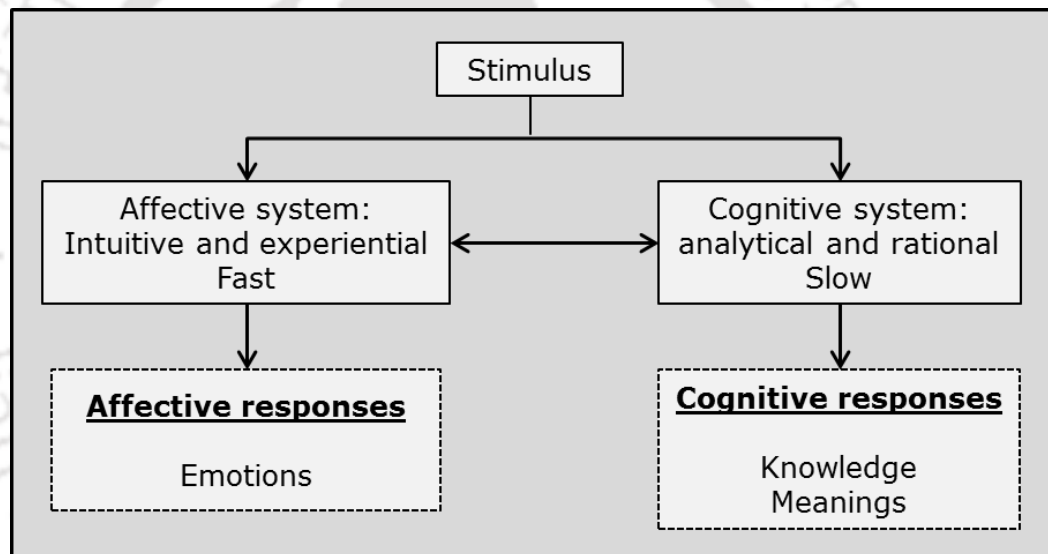 Stimulus
Affective system:
Intuitive and experiential
Fast
Cognitive system:
analytical and rational
Slow
Affective responses
Emotions
Cognitive responses
Knowledge
Meanings